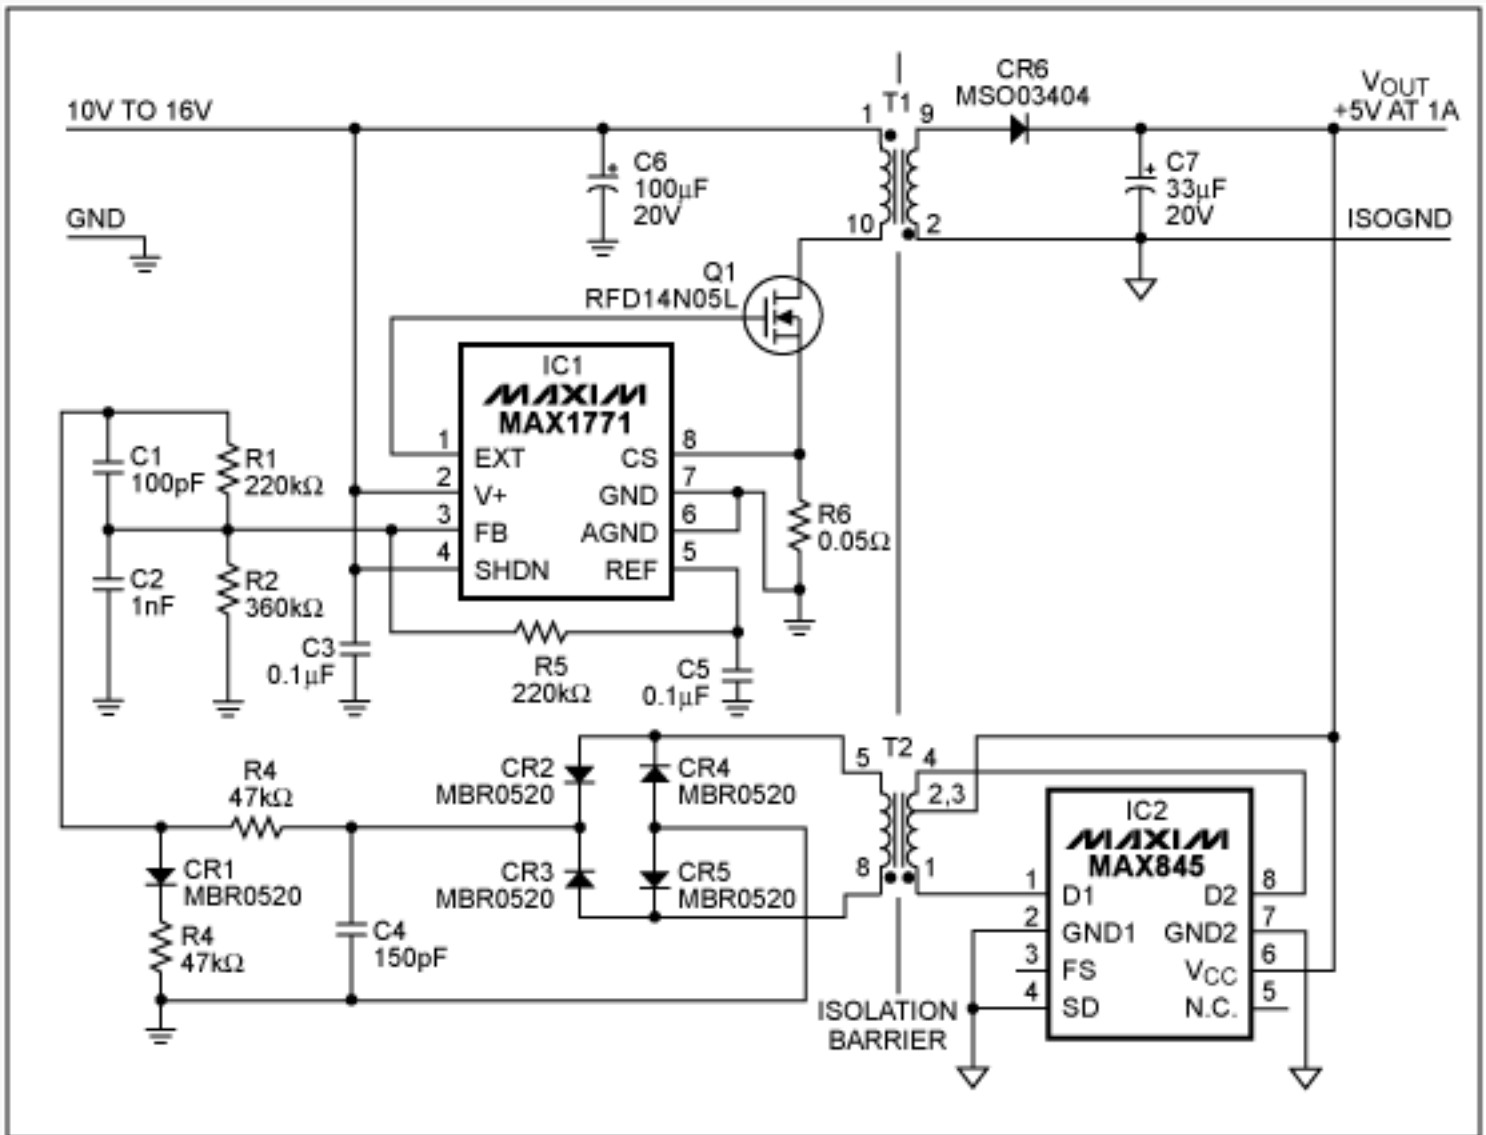 10V TO 16V
GND
C6
100µF
20V
T1
1
9
10
2
CR6
MSO03404
VOUT
+5V AT 1A
C7
33µF
20V
ISOGND
Q1
RFD14N05L
IC1
MAXIM
MAX1771
1
EXT
2
V+
3
FB
4
SHDN
CS
8
GND
7
AGND
6
REF
5
C1
100pF
R1
220kΩ
C2
1nF
R2
360kΩ
C3
0.1µF
R5
220kΩ
C5
0.1µF
R6
0.05Ω
R4
47kΩ
CR1
MBR0520
R4
47kΩ
C4
150pF
CR2
MBR0520
CR4
MBR0520
CR3
MBR0520
CR5
MBR0520
T2
5
4
2,3
8
1
ISOLATION
BARRIER
IC2
MAXIM
MAX845
1
D1
2
GND1
3
FS
4
SD
D2
8
GND2
7
VCC
6
N.C.
5